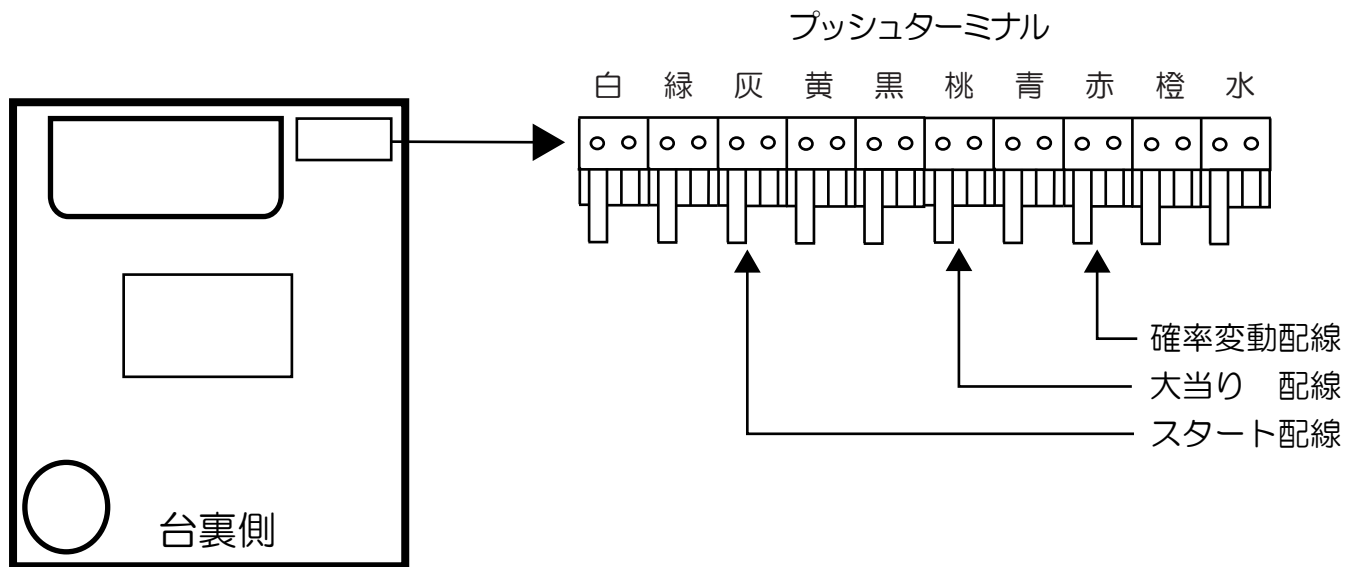 プッシュターミナル
白 緑 灰 黄 黒 桃 青 赤 橙 水
確率変動配線
大当り　配線
スタート配線
台裏側